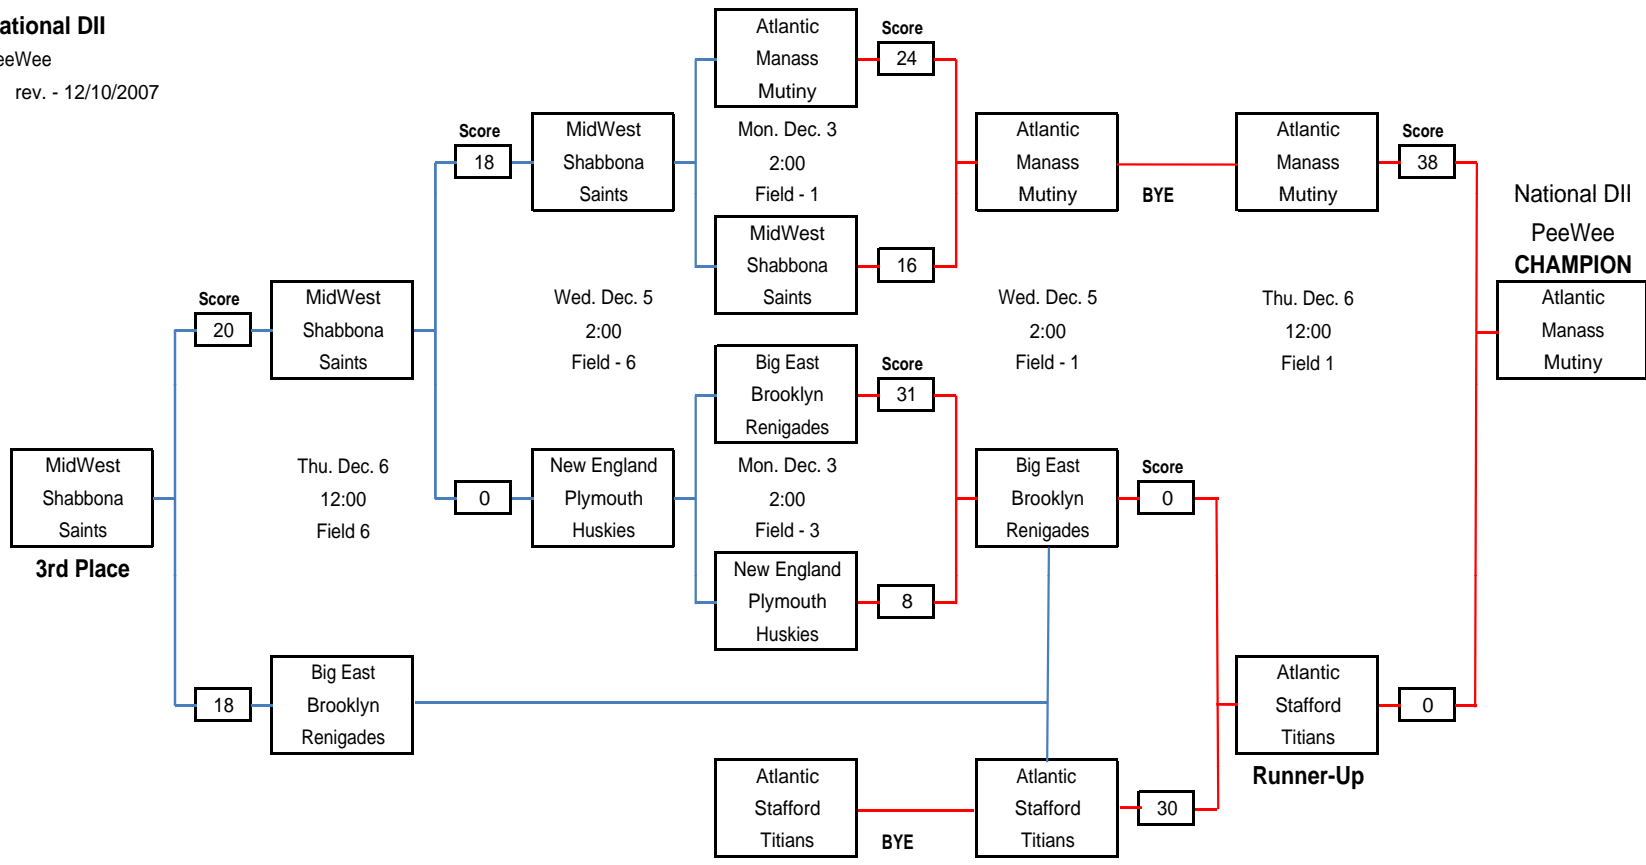 ational DII
eeWee
rev. - 12/10/2007
Atlantic
Manass
Mutiny
Score
24
Mon. Dec. 3
2:00
Field - 1
MidWest
Shabbona
Saints
16
Score
18
MidWest
Shabbona
Saints
Wed. Dec. 5
2:00
Field - 6
Score
20
MidWest
Shabbona
Saints
MidWest
Shabbona
Saints
3rd Place
Thu. Dec. 6
12:00
Field 6
0
New England
Plymouth
Huskies
Big East
Brooklyn
Renigades
Score
31
Mon. Dec. 3
2:00
Field - 3
New England
Plymouth
Huskies
8
18
Big East
Brooklyn
Renigades
Atlantic
Manass
Mutiny
BYE
Wed. Dec. 5
2:00
Field - 1
Big East
Brooklyn
Renigades
Score
0
Atlantic
Stafford
Titians
BYE
Atlantic
Stafford
Titians
30
Atlantic
Manass
Mutiny
Score
38
Thu. Dec. 6
12:00
Field 1
Atlantic
Stafford
Titians
Runner-Up
0
National DII
PeeWee
CHAMPION
Atlantic
Manass
Mutiny